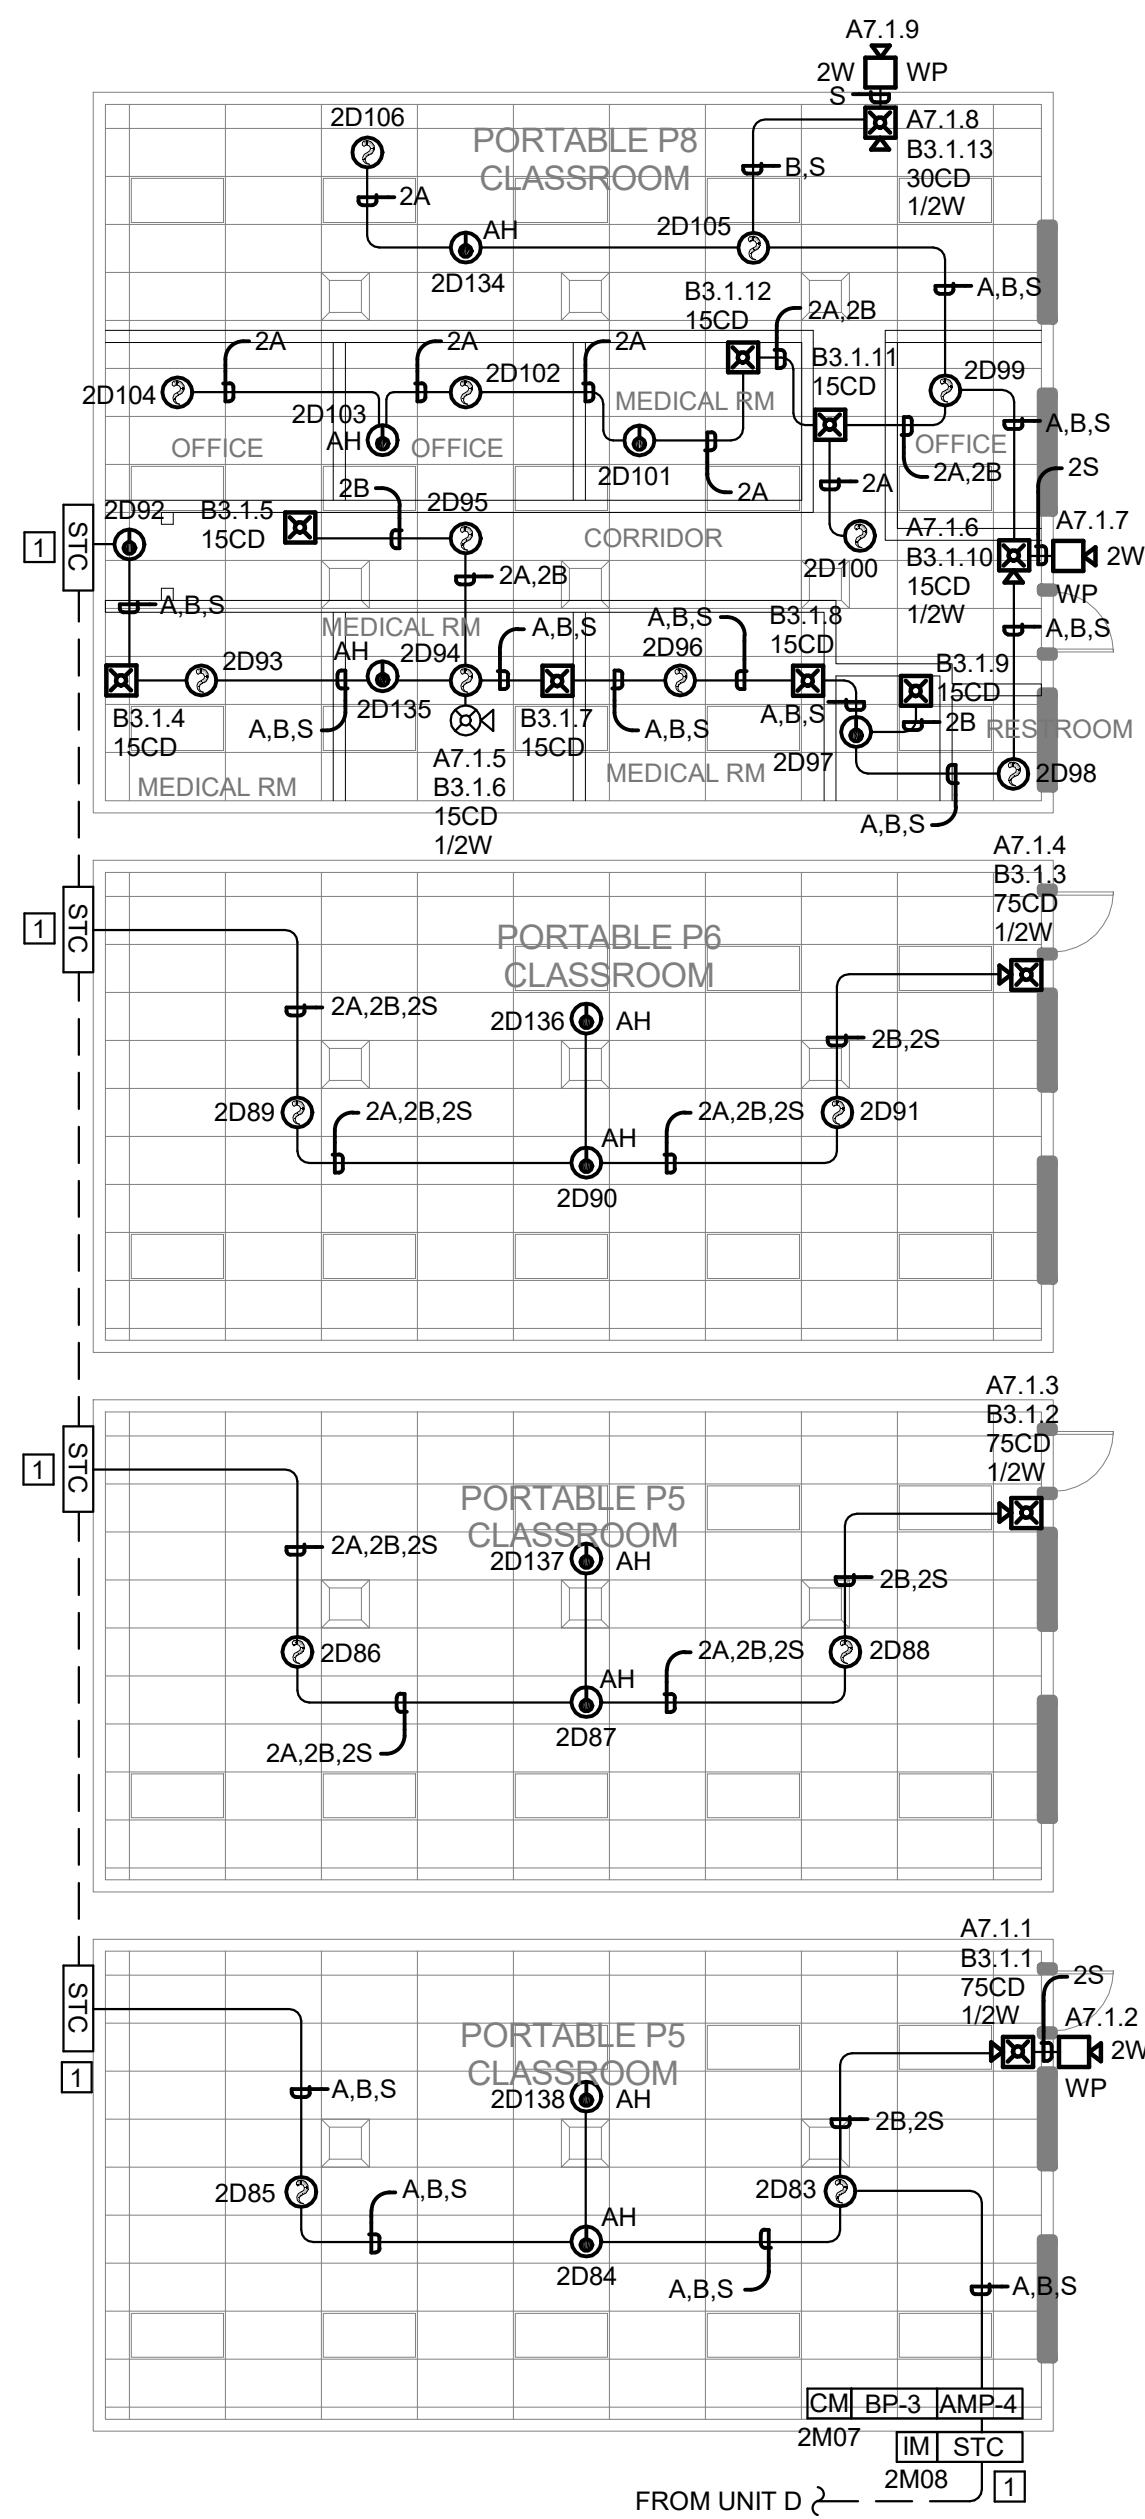 A7.1.9
2W
WP
S
A7.1.8
B3.1.13
30CD
1/2W
2D106
PORTABLE P8
CLASSROOM
B,S
2A
AH
2D134
2D105
A,B,S
B3.1.12
15CD
2A,2B
B3.1.11
15CD
2D99
2A
2A
2A
2D104
2D102
2D103
AH
MEDICAL RM
OFFICE
OFFICE
OFFICE
A,B,S
2D101
2A
2A
2A,2B
2S
2D92
B3.1.5
15CD
2B
2D95
CORRIDOR
2D100
A7.1.6
B3.1.10
15CD
1/2W
A7.1.7
2W
WP
STC
1
2A,2B
A,B,S
MEDICAL RM
A,B,S
A,B,S
B3.1.8
15CD
A,B,S
2D93
AH
2D94
2D96
B3.1.9
15CD
B3.1.4
15CD
2D135
A,B,S
B3.1.7
15CD
A,B,S
A,B,S
2B
RESTROOM
A7.1.5
B3.1.6
15CD
1/2W
MEDICAL RM
MEDICAL RM
2D97
2D98
A,B,S
A7.1.4
B3.1.3
75CD
1/2W
STC
1
PORTABLE P6
CLASSROOM
2A,2B,2S
2D136
AH
2B,2S
2D89
2A,2B,2S
2A,2B,2S
2D91
AH
2D90
A7.1.3
B3.1.2
75CD
1/2W
STC
1
PORTABLE P5
CLASSROOM
2A,2B,2S
2D137
AH
2B,2S
2D86
2A,2B,2S
2D88
AH
2D87
2A,2B,2S
A7.1.1
B3.1.1
75CD
1/2W
2S
A7.1.2
2W
WP
STC
1
PORTABLE P5
CLASSROOM
A,B,S
2D138
AH
2B,2S
2D85
A,B,S
2D83
AH
2D84
A,B,S
A,B,S
CM
BP-3
AMP-4
2M07
IM
STC
2M08
1
FROM UNIT D